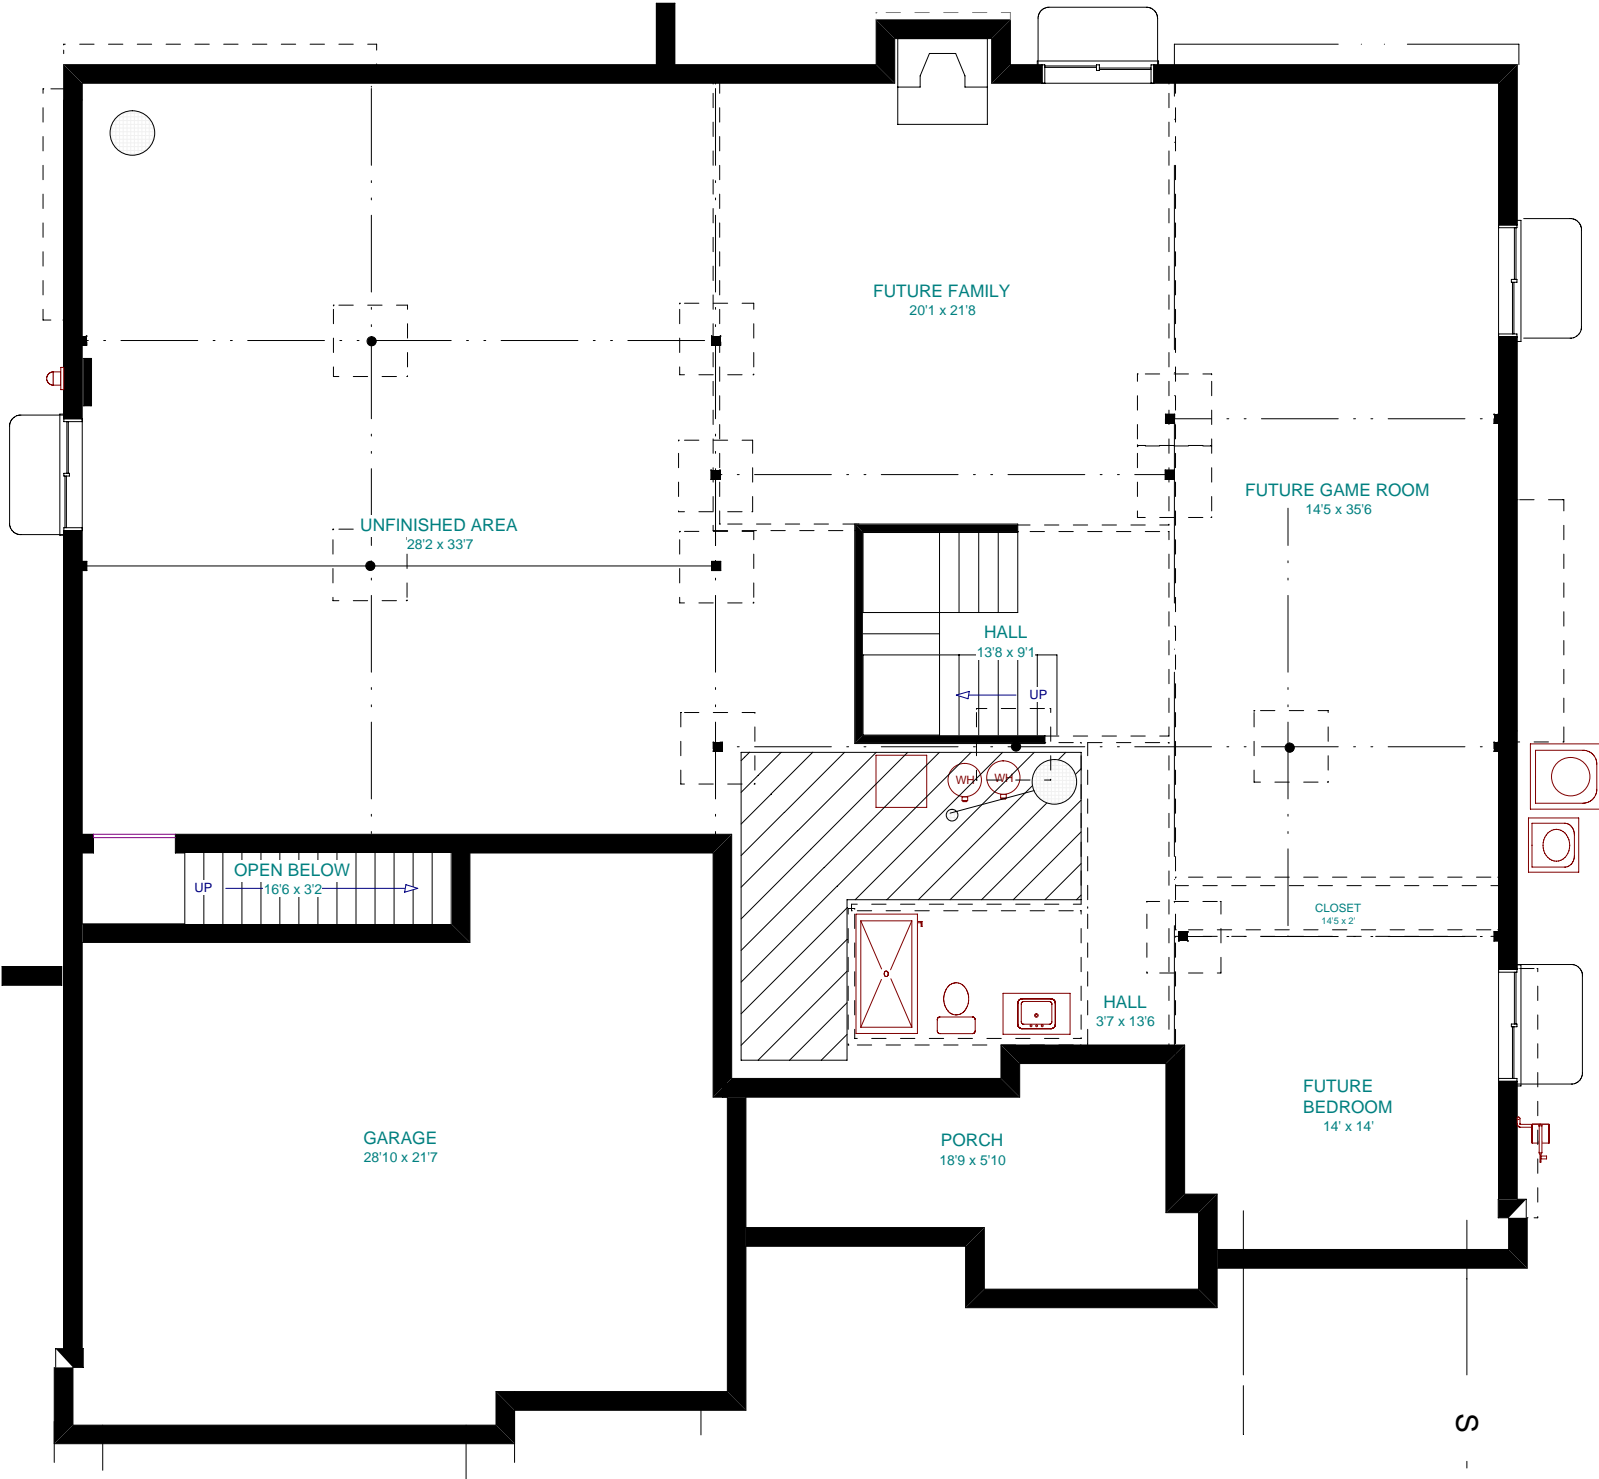 FUTURE FAMILY
20'1 x 21'8
FUTURE GAME ROOM
14'5 x 35'6
UNFINISHED AREA
28'2 x 33'7
HALL
13'8 x 9'1
UP
WH
WH
OPEN BELOW
16'6 x 3'2
UP
CLOSET
14'5 x 2'
HALL
3'7 x 13'6
FUTURE
BEDROOM
14' x 14'
GARAGE
28'10 x 21'7
PORCH
18'9 x 5'10
S